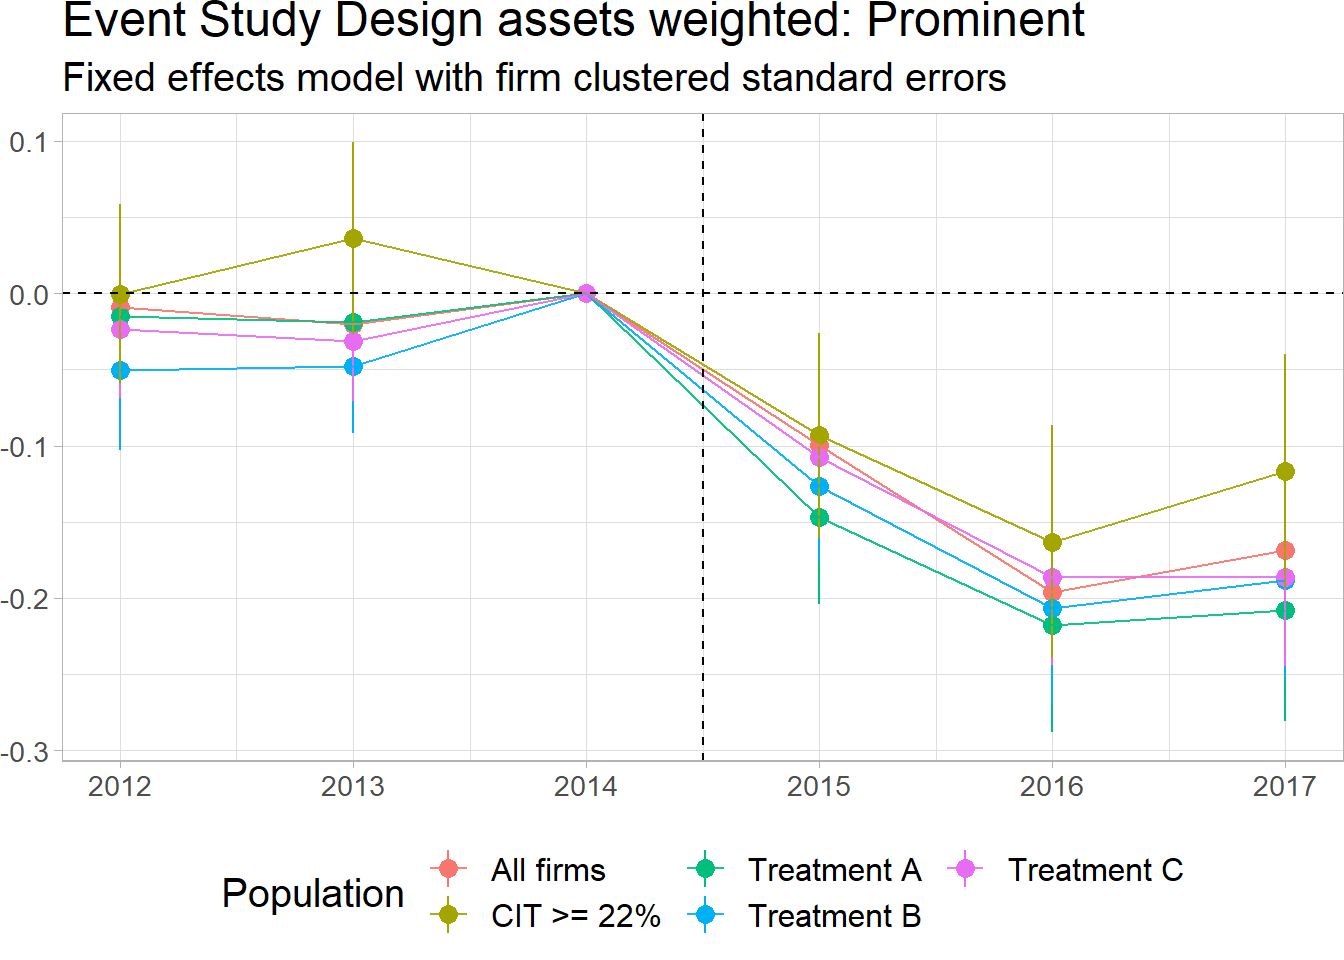 Event Study Design assets weighted: Prominent
Fixed effects model with firm clustered standard errors
0.1
0.0
-0.1
-0.2
-0.3
2012 2013 2014 2015 2016 2017
Population
All firms Treatment A Treatment C
CIT >= 22% Treatment B